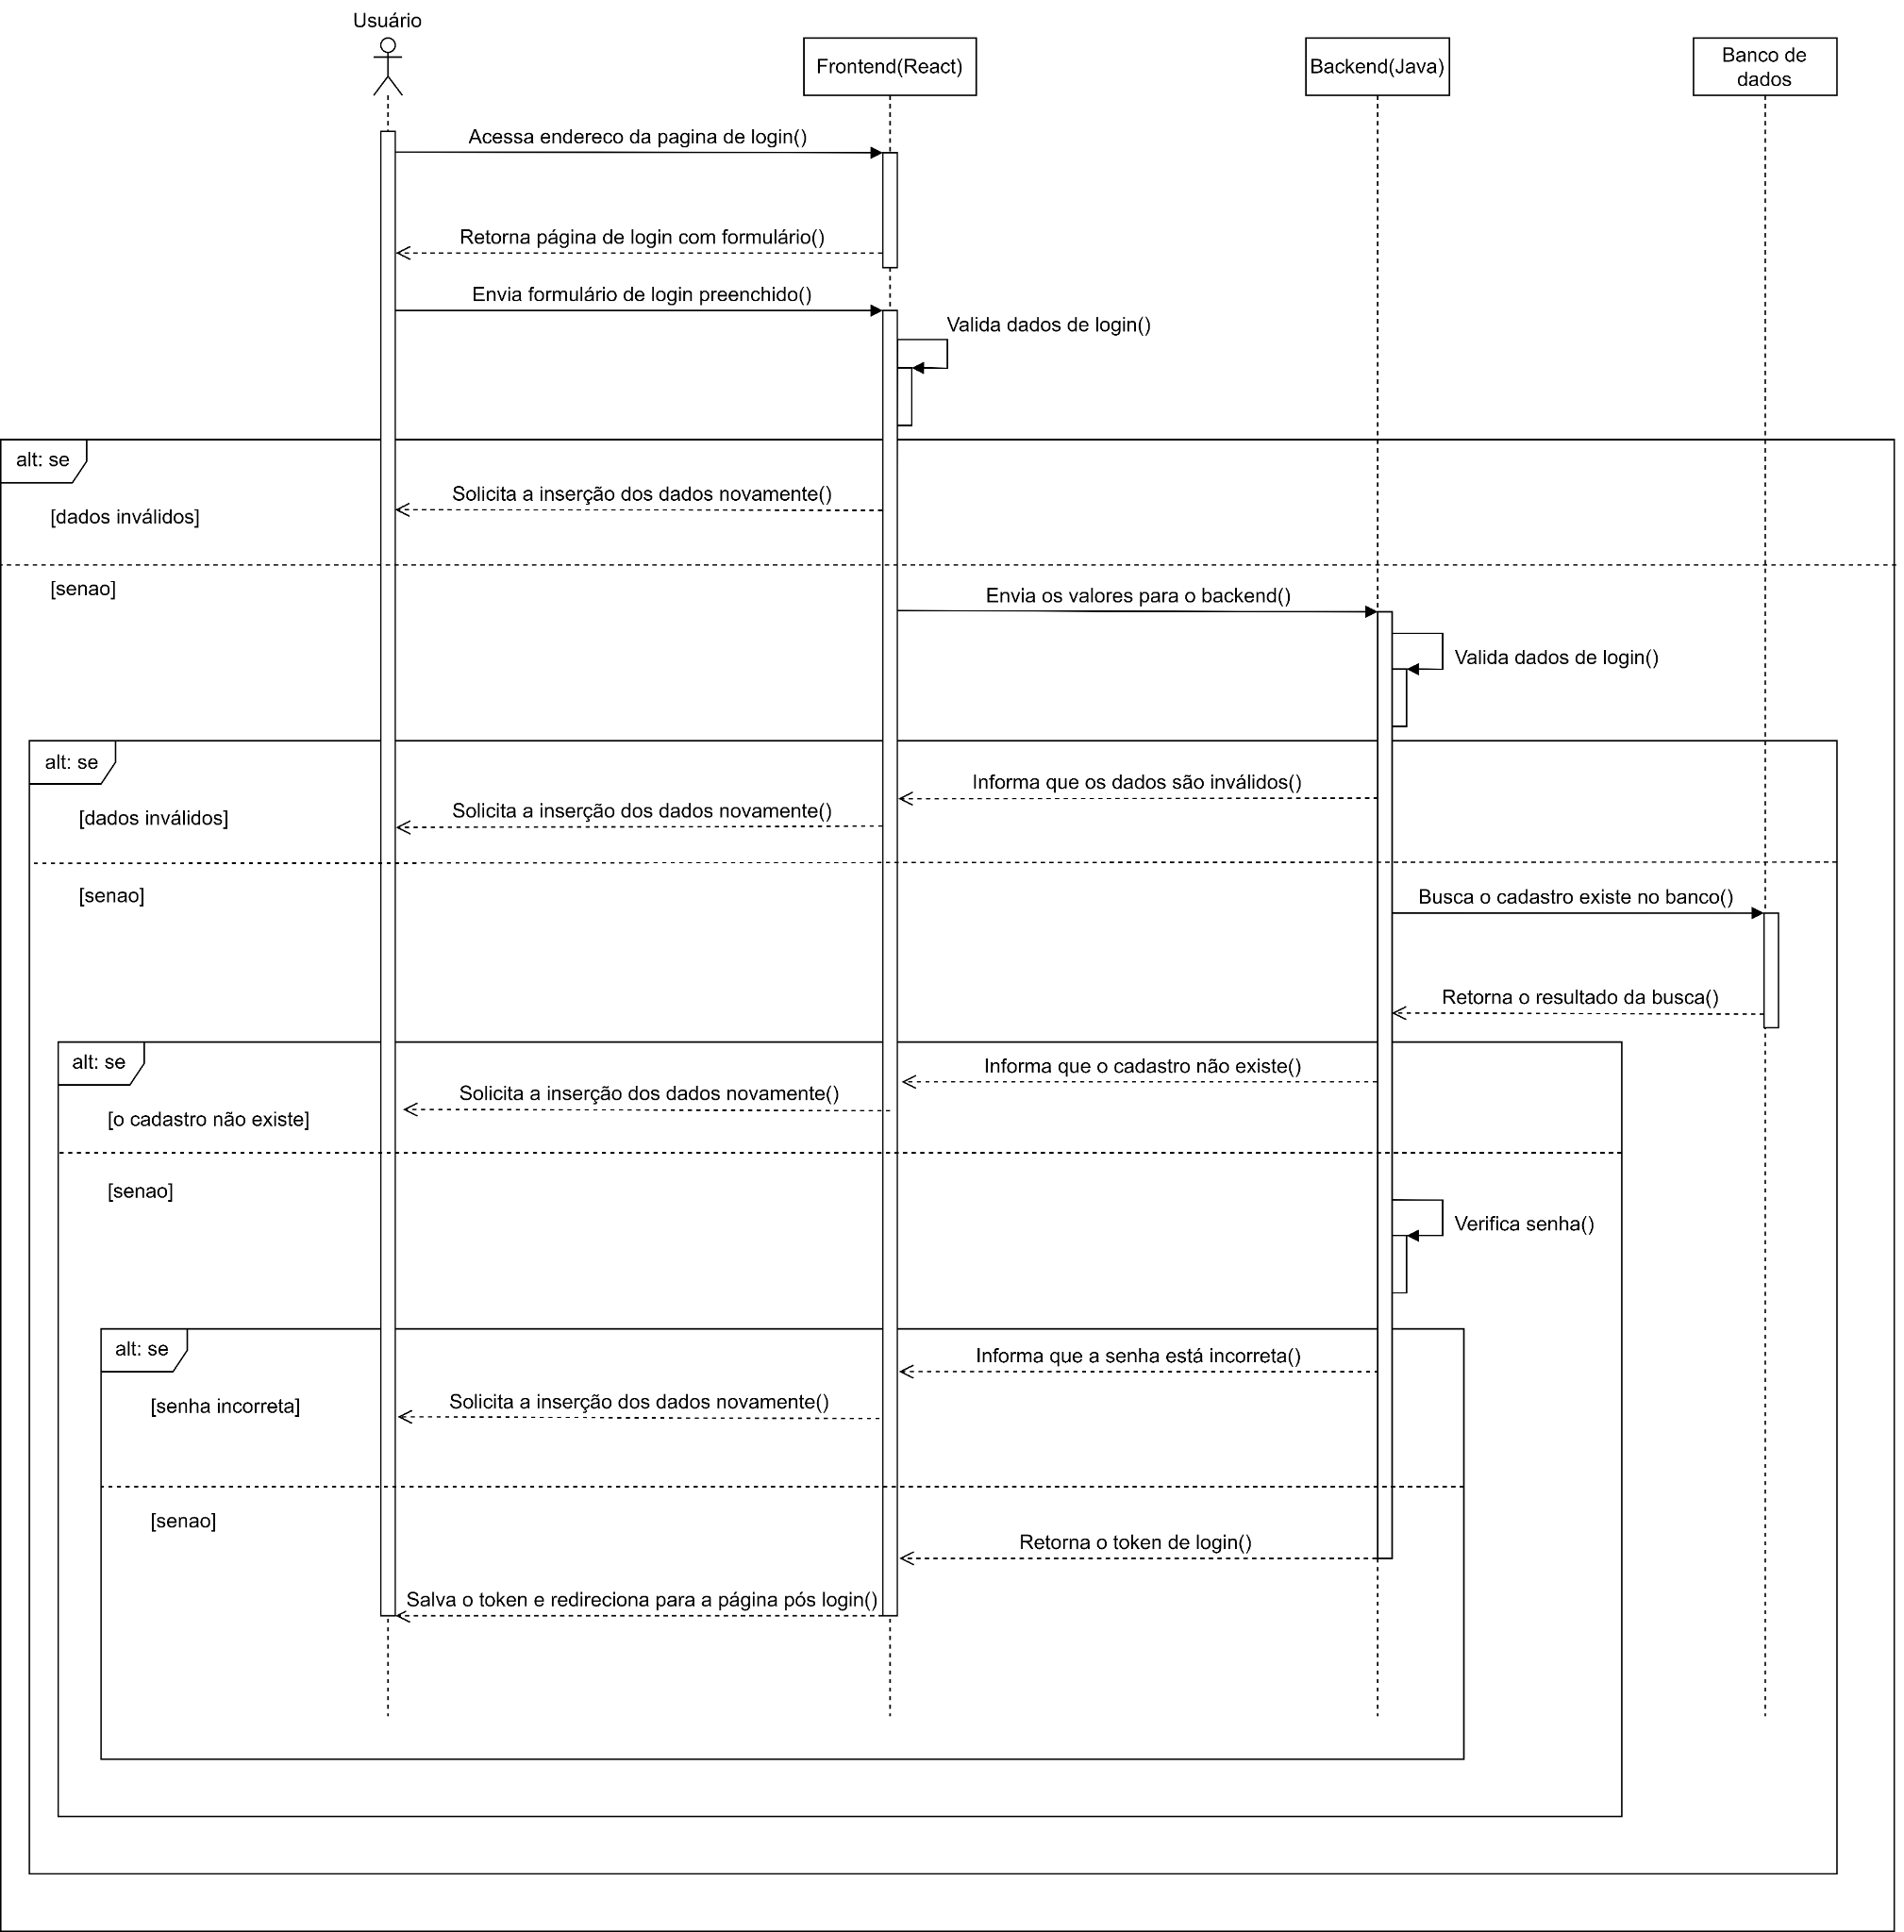 Usuário
Frontend(React)
Backend(Java)
Banco de
dados
Acessa endereco da pagina de login()
Retorna página de login com formulário()
Envia formulário de login preenchido()
Valida dados de login()
alt: se
Solicita a inserção dos dados novamente()
[dados inválidos]
[senao]
Envia os valores para o backend()
Valida dados de login()
alt: se
Informa que os dados são inválidos()
Solicita a inserção dos dados novamente()
[dados inválidos]
[senao]
Busca o cadastro existe no banco()
Retorna o resultado da busca()
alt: se
Informa que o cadastro não existe()
Solicita a inserção dos dados novamente()
[o cadastro não existe]
[senao]
Verifica senha()
alt: se
Informa que a senha está incorreta()
Solicita a inserção dos dados novamente()
[senha incorreta]
[senao]
Retorna o token de login()
Salva o token e redireciona para a página pós login()